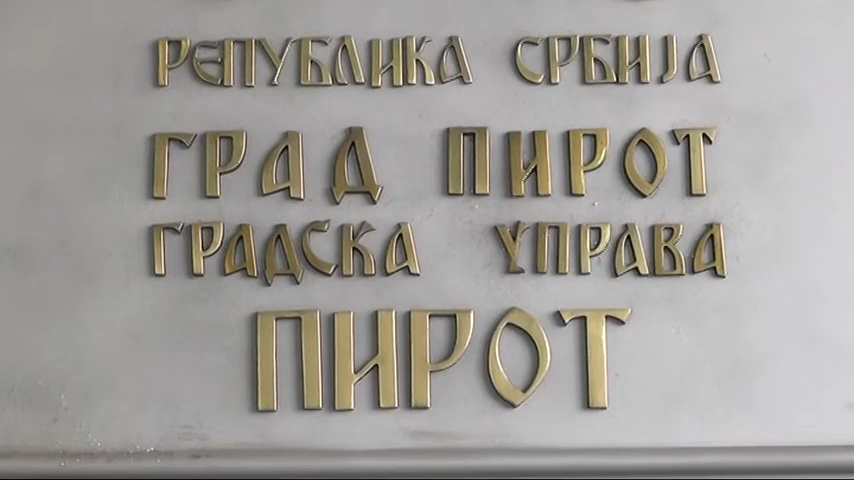 РЕПУБЛИКА СРБИЈА
ГРАД ПИРОТ
ГРАДСКА УПРАВА
ПИРОТ